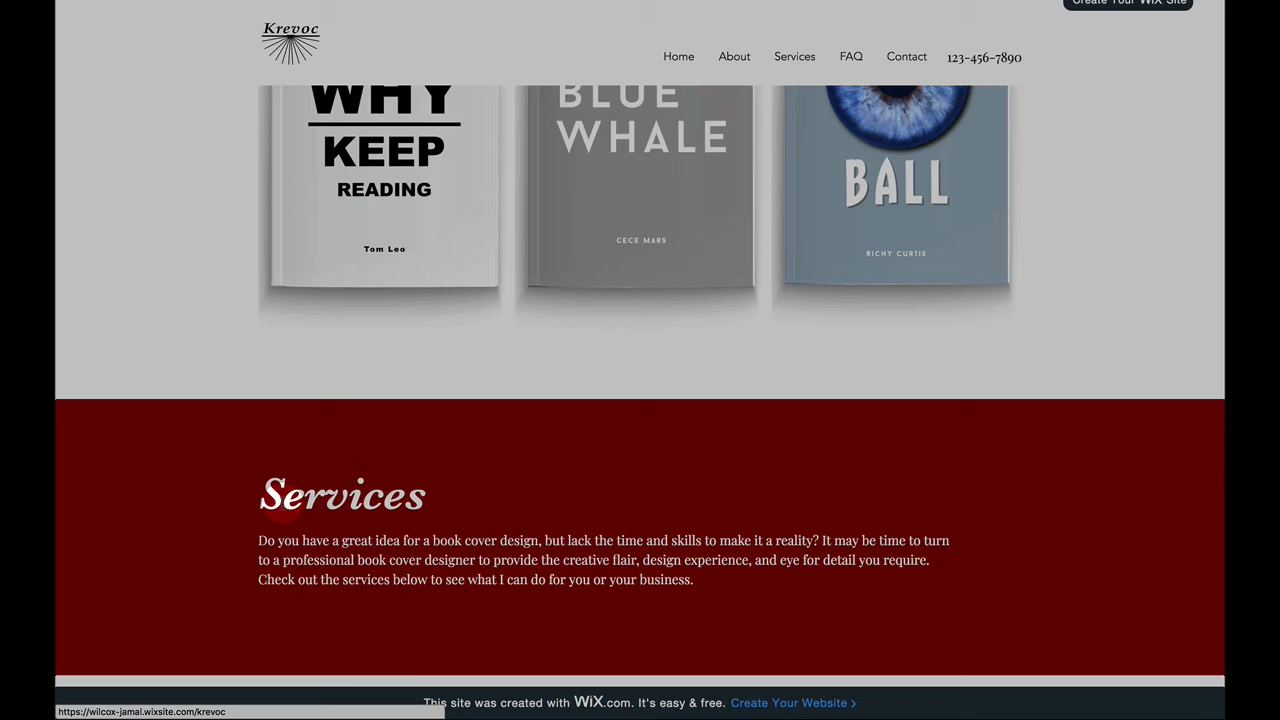 Create Your WiX Site
Krevoc
Home About Services FAQ Contact 123-456-7890
WHY
KEEP
READING
Tom Leo
BLUE
WHALE
CECE MARS
BALL
RICHY CURTIS
Services
Do you have a great idea for a book cover design, but lack the time and skills to make it a reality? It may be time to turn
to a professional book cover designer to provide the creative flair, design experience, and eye for detail you require.
Check out the services below to see what I can do for you or your business.
This site was created with WiX.com. It's easy & free. Create Your Website >
https://wilcox-jamal.wixsite.com/krevoc